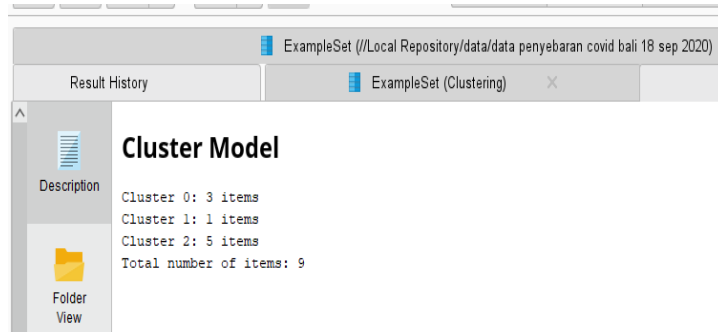 ExampleSet (//Local Repository/data/data penyebaran covid bali 18 sep 2020)
Result History
ExampleSet (Clustering)
Cluster Model
Description
Cluster 0: 3 items
Cluster 1: 1 items
Cluster 2: 5 items
Total number of items: 9
Folder
View